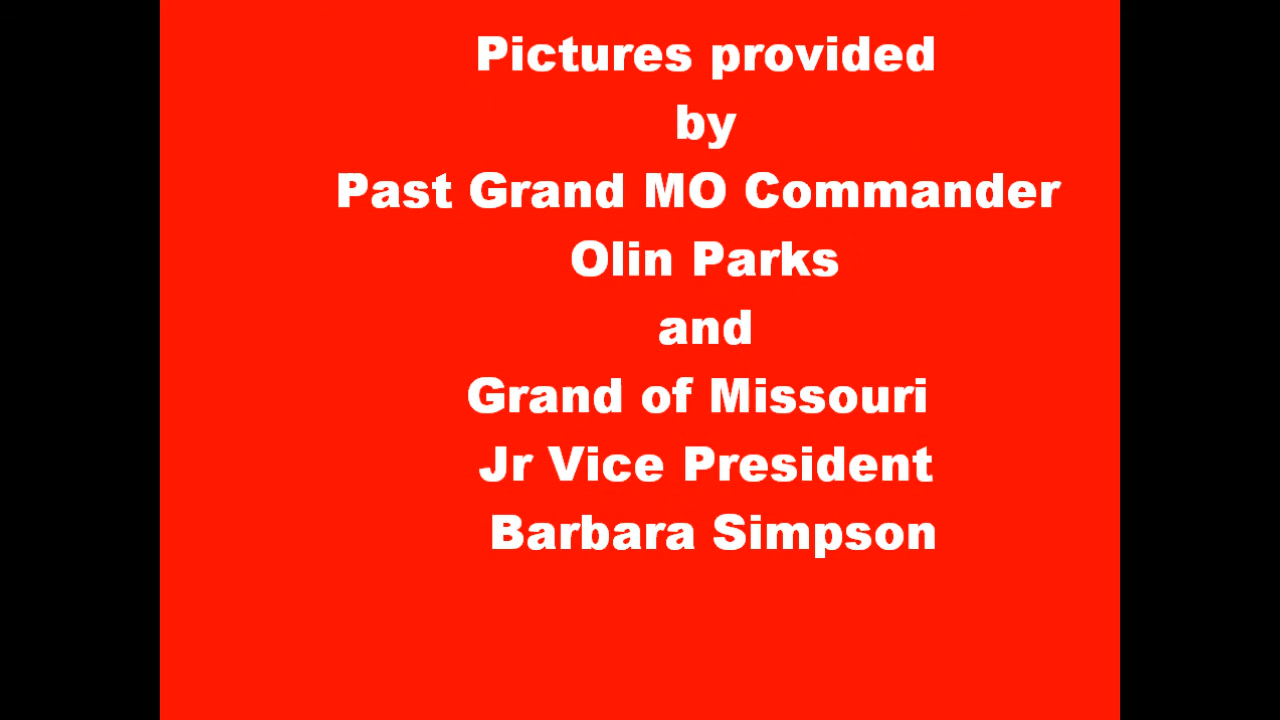 Pictures provided
by
Past Grand MO Commander
Olin Parks
and
Grand of Missouri
Jr Vice President
Barbara Simpson